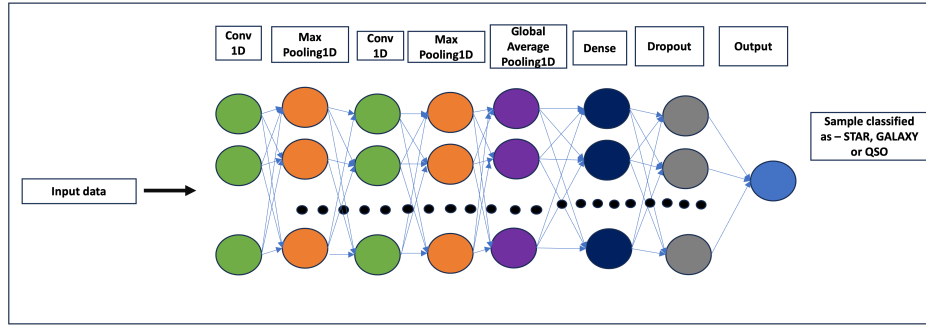 Conv
1D
Max
Pooling1D
Conv
1D
Max
Pooling1D
Global
Average
Pooling1D
Dense
Dropout
Output
Input data
Sample classified
as – STAR, GALAXY
or QSO